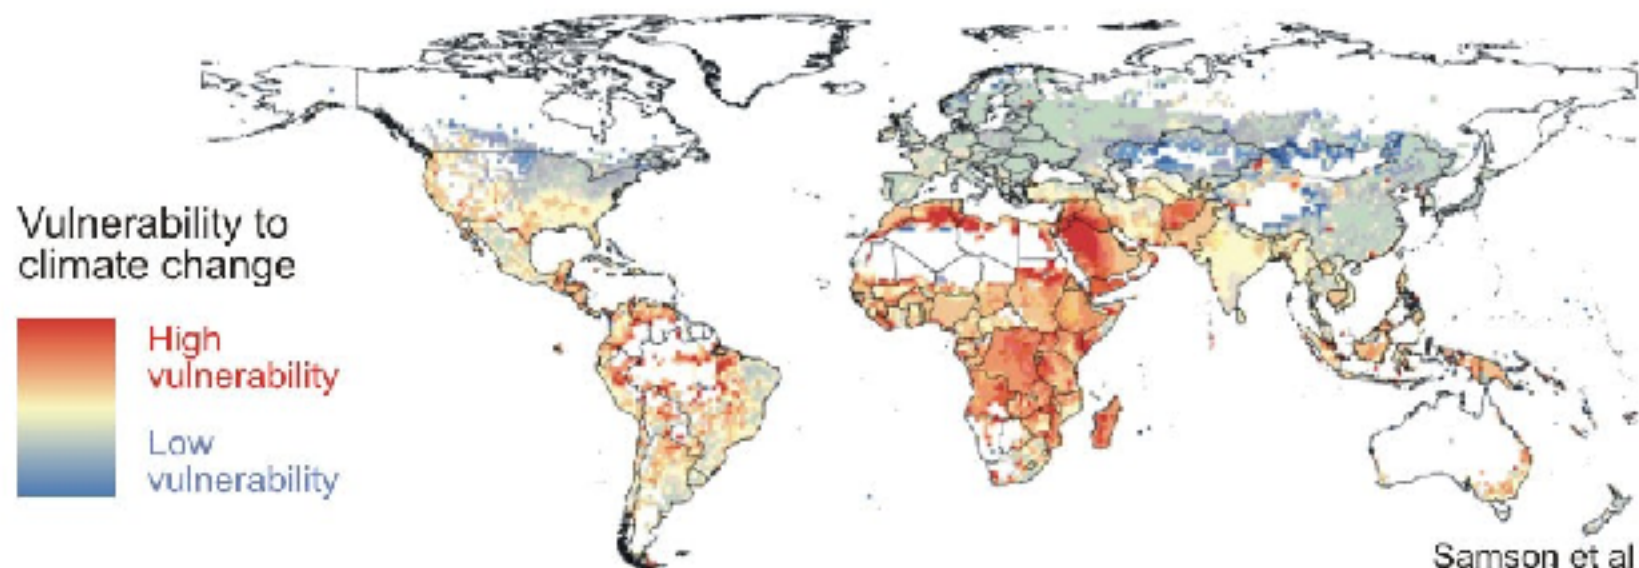 Vulnerability to
climate change
High
vulnerability
Low
vulnerability
Samson et al